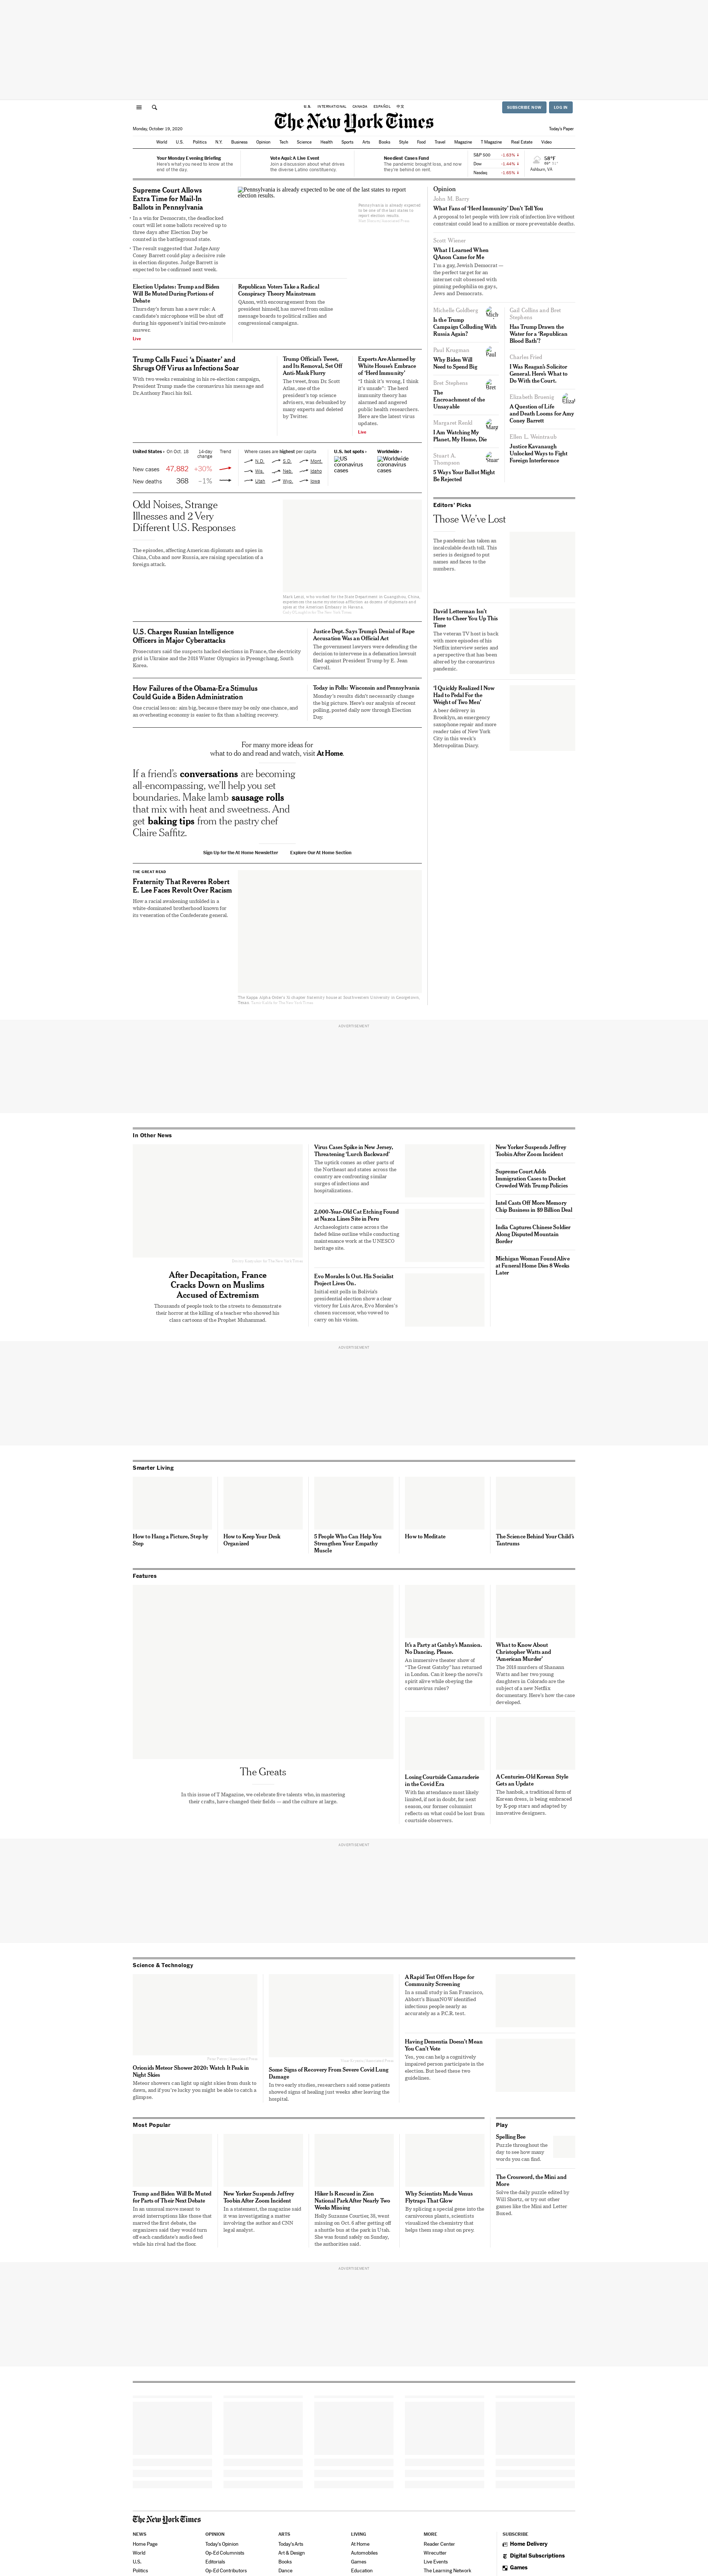 U.S.
INTERNATIONAL
CANADA
ESPAÑOL
中文
SUBSCRIBE NOW
LOG IN
The New York Times
Monday, October 19, 2020
Today's Paper
World U.S. Politics N.Y. Business Opinion Tech Science Health Sports Arts Books Style Food Travel Magazine T Magazine Real Estate Video
Your Monday Evening Briefing
Here's what you need to know at the
end of the day.
Vote Aquí: A Live Event
Join a discussion about what drives
the diverse Latino constituency.
Neediest Cases Fund
The pandemic brought loss, and now
they're behind on rent.
S&P 500 -1.63% ↓
Dow -1.44% ↓
Nasdaq -1.65% ↓
58°F
Ashburn, VA
Supreme Court Allows
Extra Time for Mail-In
Ballots in Pennsylvania
• In a win for Democrats, the deadlocked
court will let some ballots received up to
three days after Election Day be
counted in the battleground state.
• The result suggested that Judge Amy
Coney Barrett could play a decisive role
in election disputes. Judge Barrett is
expected to be confirmed next week.
Pennsylvania is already expected to be one of the last states to report
election results.
Pennsylvania is already expected
to be one of the last states to
report election results.
Election Updates: Trump and Biden
Will Be Muted During Portions of
Debate
Thursday's forum has a new rule: A
candidate's microphone will be shut off
during his opponent's initial two-minute
answer.
Live
Republican Voters Take a Radical
Conspiracy Theory Mainstream
QAnon, with encouragement from the
president himself, has moved from online
message boards to political rallies and
congressional campaigns.
Trump Calls Fauci 'a Disaster' and
Shrugs Off Virus as Infections Soar
With two weeks remaining in his re-election campaign,
President Trump made the coronavirus his message and
Dr. Anthony Fauci his foil.
Trump Official's Tweet,
and Its Removal, Set Off
Anti-Mask Flurry
The tweet, from Dr. Scott
Atlas, one of the
president's top science
advisers, was debunked by
many experts and deleted
by Twitter.
Experts Are Alarmed by
White House's Embrace
of 'Herd Immunity'
"I think it's wrong, I think
it's unsafe": The herd
immunity theory has
alarmed and angered
public health researchers.
Here are the latest virus
updates.
Live
United States › On Oct. 18 14-day
change Trend
New cases 47,882 +30%
New deaths 368 –1%
Where cases are highest per capita
N.D. S.D. Mont.
Wis. Neb. Idaho
Utah Wyo. Iowa
U.S. hot spots ›
US
coronavirus
cases
Worldwide ›
Worldwide
coronavirus
cases
Odd Noises, Strange
Illnesses and 2 Very
Different U.S. Responses
The episodes, affecting American diplomats and spies in
China, Cuba and now Russia, are raising speculation of a
foreign attack.
Mark Lenzi, who worked for the State Department in Guangzhou, China,
experienced the same mysterious affliction as dozens of diplomats and
spies at the American Embassy in Havana.
U.S. Charges Russian Intelligence
Officers in Major Cyberattacks
Prosecutors said the suspects hacked elections in France, the electricity
grid in Ukraine and the 2018 Winter Olympics in Pyeongchang, South
Korea.
Justice Dept. Says Trump's Denial of Rape
Accusation Was an Official Act
The government lawyers were defending the
decision to intervene in a defamation lawsuit
filed against President Trump by E. Jean
Carroll.
How Failures of the Obama-Era Stimulus
Could Guide a Biden Administration
One crucial lesson: aim big, because there may be only one chance, and
an overheating economy is easier to fix than a halting recovery.
Today in Polls: Wisconsin and Pennsylvania
Monday's results didn't necessarily change
the big picture. Here's our analysis of recent
polling, posted daily now through Election
Day.
For many more ideas for
what to do and read and watch, visit At Home.
If a friend's conversations are becoming
all-encompassing, we'll help you set
boundaries. Make lamb sausage rolls
that mix with heat and sweetness. And
get baking tips from the pastry chef
Claire Saffitz.
Sign Up for the At Home Newsletter
Explore Our At Home Section
THE GREAT READ
Fraternity That Reveres Robert
E. Lee Faces Revolt Over Racism
How a racial awakening unfolded in a
white-dominated brotherhood known for
its veneration of the Confederate general.
The Kappa Alpha Order's Xi chapter fraternity house at Southwestern University in Georgetown,
Texas.
Opinion
John M. Barry
What Fans of 'Herd Immunity' Don't Tell You
A proposal to let people with low risk of infection live without
constraint could lead to a million or more preventable deaths.
Scott Wiener
What I Learned When
QAnon Came for Me
I'm a gay, Jewish Democrat —
the perfect target for an
internet cult obsessed with
pinning pedophilia on gays,
Jews and Democrats.
Michelle Goldberg
Is the Trump
Campaign Colluding With
Russia Again?
Paul Krugman
Why Biden Will
Need to Spend Big
Bret Stephens
The
Encroachment of the
Unsayable
Margaret Renkl
I Am Watching My
Planet, My Home, Die
Stuart A.
Thompson
5 Ways Your Ballot Might
Be Rejected
Gail Collins and Bret
Stephens
Has Trump Drawn the
Water for a 'Republican
Blood Bath'?
Charles Fried
I Was Reagan's Solicitor
General. Here's What to
Do With the Court.
Elizabeth Bruenig
A Question of Life
and Death Looms for Amy
Coney Barrett
Ellen L. Weintraub
Justice Kavanaugh
Unlocked Ways to Fight
Foreign Interference
Editors' Picks
Those We've Lost
The pandemic has taken an
incalculable death toll. This
series is designed to put
names and faces to the
numbers.
David Letterman Isn't
Here to Cheer You Up This
Time
The veteran TV host is back
with more episodes of his
Netflix interview series and
a perspective that has been
altered by the coronavirus
pandemic.
'I Quickly Realized I Now
Had to Pedal For the
Weight of Two Men'
A beer delivery in
Brooklyn, an emergency
saxophone repair and more
reader tales of New York
City in this week's
Metropolitan Diary.
ADVERTISEMENT
In Other News
After Decapitation, France
Cracks Down on Muslims
Accused of Extremism
Thousands of people took to the streets to demonstrate
their horror at the killing of a teacher who showed his
class cartoons of the Prophet Mohammad.
Virus Cases Spike in New Jersey,
Threatening 'Lurch Backward'
The uptick comes as other parts of
the Northeast and states across the
country are confronting similar
surges of infections and
hospitalizations.
2,000-Year-Old Cat Etching Found
at Nazca Lines Site in Peru
Archaeologists came across the
faded feline outline while conducting
maintenance work at the UNESCO
heritage site.
Evo Morales Is Out. His Socialist
Project Lives On.
Initial exit polls in Bolivia's
presidential election show a clear
victory for Luis Arce, Evo Morales's
chosen successor, who vowed to
carry on his vision.
New Yorker Suspends Jeffrey
Toobin After Zoom Incident
Supreme Court Adds
Immigration Cases to Docket
Crowded With Trump Policies
Intel Casts Off More Memory
Chip Business in $9 Billion Deal
India Captures Chinese Soldier
Along Disputed Mountain
Border
Michigan Woman Found Alive
at Funeral Home Dies 8 Weeks
Later
ADVERTISEMENT
Smarter Living
How to Hang a Picture, Step by
Step
How to Keep Your Desk
Organized
5 People Who Can Help You
Strengthen Your Empathy
Muscle
How to Meditate
The Science Behind Your Child's
Tantrums
Features
The Greats
In this issue of T Magazine, we celebrate five talents who, in mastering
their crafts, have changed their fields — and the culture at large.
It's a Party at Gatsby's Mansion.
No Dancing, Please.
An immersive theater show of
"The Great Gatsby" has returned
in London. Can it keep the novel's
spirit alive while obeying the
coronavirus rules?
What to Know About
Christopher Watts and
'American Murder'
The 2018 murders of Shanann
Watts and her two young
daughters in Colorado are the
subject of a new Netflix
documentary. Here's how the case
developed.
Losing Courtside Camaraderie
in the Covid Era
With fan attendance most likely
limited, if not in doubt, for next
season, our former columnist
reflects on what could be lost from
courtside observers.
A Centuries-Old Korean Style
Gets an Update
The hanbok, a traditional form of
Korean dress, is being embraced
by K-pop stars and adapted by
innovative designers.
ADVERTISEMENT
Science & Technology
Orionids Meteor Shower 2020: Watch It Peak in
Night Skies
Meteor showers can light up night skies from dusk to
dawn, and if you're lucky you might be able to catch a
glimpse.
Some Signs of Recovery From Severe Covid Lung
Damage
In two early studies, researchers said some patients
showed signs of healing just weeks after leaving the
hospital.
A Rapid Test Offers Hope for
Community Screening
In a small study in San Francisco,
Abbott's BinaxNOW identified
infectious people nearly as
accurately as a P.C.R. test.
Having Dementia Doesn't Mean
You Can't Vote
Yes, you can help a cognitively
impaired person participate in the
election. But heed these two
guidelines.
Most Popular
Trump and Biden Will Be Muted
for Parts of Their Next Debate
In an unusual move meant to
avoid interruptions like those that
roiled the first debate, the
organizers said they would turn
off each candidate's audio feed
while his rival had the floor.
New Yorker Suspends Jeffrey
Toobin After Zoom Incident
In a statement, the magazine said
it was investigating a matter
involving the author and CNN
legal analyst.
Hiker Is Rescued in Zion
National Park After Nearly Two
Weeks Missing
Holly Suzanne Courtier, 38, went
missing on Oct. 6 after getting off
a shuttle bus at the park in Utah.
She was found safely on Sunday,
the authorities said.
Why Scientists Made Venus
Flytraps That Glow
By splicing a special gene into the
carnivorous plants, scientists
visualized the chemistry that
helps them snap shut on prey.
Play
Spelling Bee
Puzzle throughout the
day to see how many
words you can find.
The Crossword, the Mini and
More
Solve the daily puzzle edited by
Will Shortz, or try out other
games like the Mini and Letter
Boxed.
ADVERTISEMENT
The New York Times
NEWS
Home Page
World
U.S.
Politics
OPINION
Today's Opinion
Op-Ed Columnists
Editorials
Op-Ed Contributors
ARTS
Today's Arts
Art & Design
Books
Dance
LIVING
At Home
Automobiles
Games
Education
MORE
Reader Center
Wirecutter
Live Events
The Learning Network
SUBSCRIBE
Home Delivery
Digital Subscriptions
Games